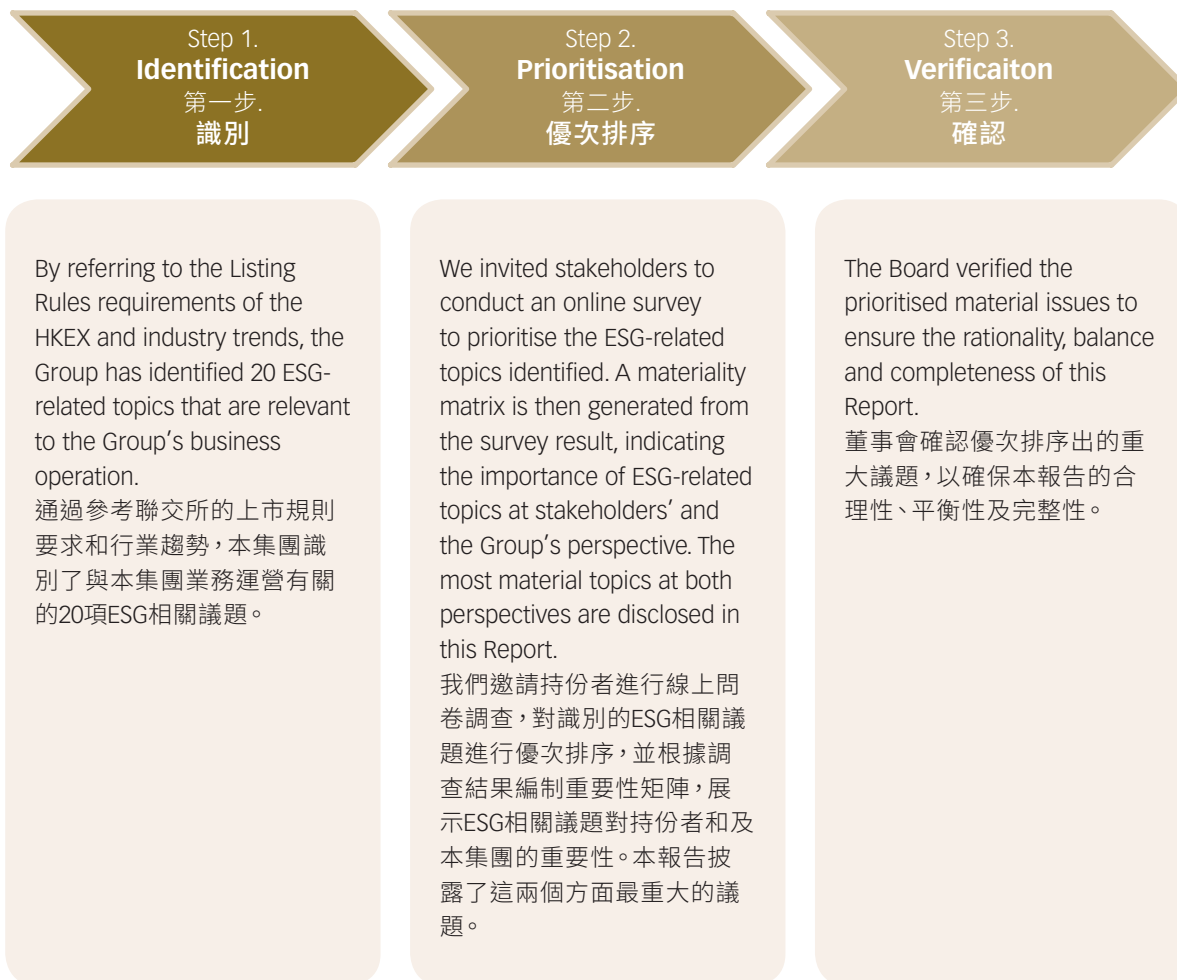 Step 1.
Identification
第一步.
識別
Step 2.
Prioritisation
第二步.
優次排序
Step 3.
Verificaiton
第三步.
確認
By referring to the Listing
Rules requirements of the
HKEX and industry trends, the
Group has identified 20 ESG-
related topics that are relevant
to the Group's business
operation.
通過參考聯交所的上市規則
要求和行業趨勢，本集團識
別了與本集團業務運營有關
的20項ESG相關議題。
We invited stakeholders to
conduct an online survey
to prioritise the ESG-related
topics identified. A materiality
matrix is then generated from
the survey result, indicating
the importance of ESG-related
topics at stakeholders' and
the Group's perspective. The
most material topics at both
perspectives are disclosed in
this Report.
我們邀請持份者進行線上問
卷調查，對識別的ESG相關議
題進行優次排序，並根據調
查結果編制重要性矩陣，展
示ESG相關議題對持份者和及
本集團的重要性。本報告披
露了這兩個方面最重大的議
題。
The Board verified the
prioritised material issues to
ensure the rationality, balance
and completeness of this
Report.
董事會確認優次排序出的重
大議題，以確保本報告的合
理性、平衡性及完整性。